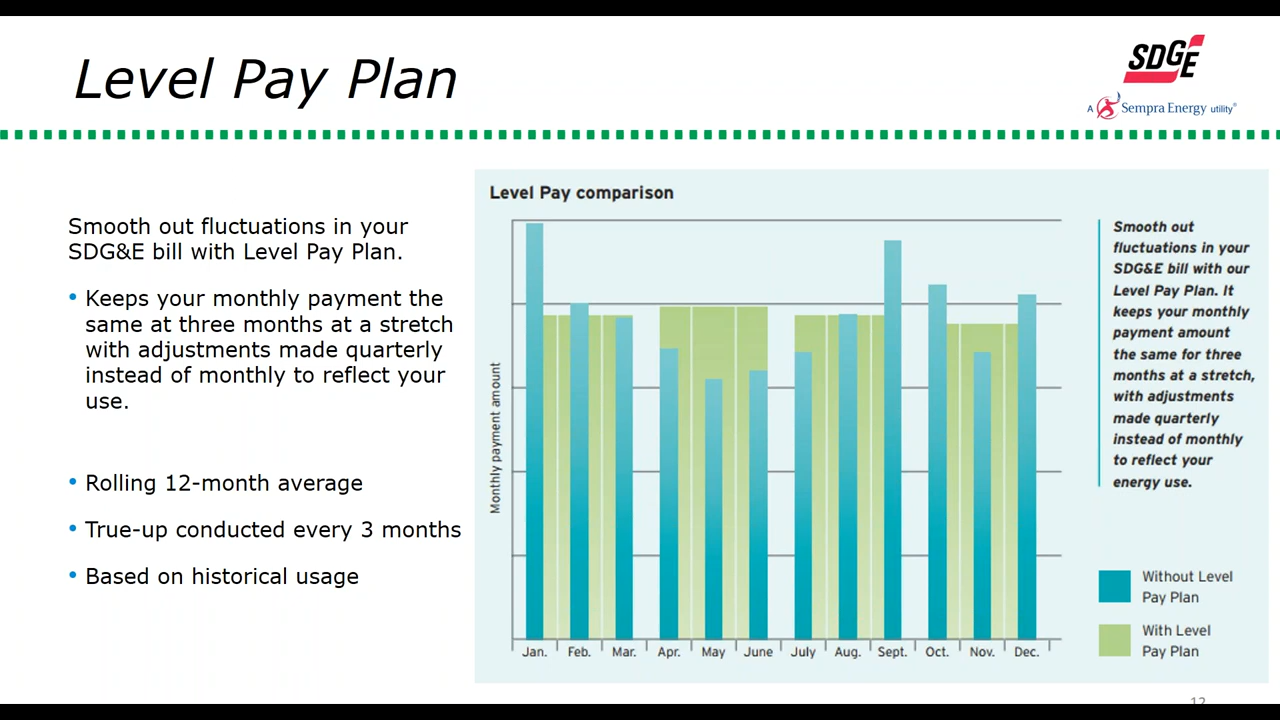 Level Pay Plan
SDGE
A Sempra Energy utility®
Smooth out fluctuations in your
SDG&E bill with Level Pay Plan.
• Keeps your monthly payment the
same at three months at a stretch
with adjustments made quarterly
instead of monthly to reflect your
use.
• Rolling 12-month average
• True-up conducted every 3 months
• Based on historical usage
Level Pay comparison
Monthly payment amount
Jan. Feb. Mar. Apr. May June July Aug. Sept. Oct. Nov. Dec.
Smooth out
fluctuations in your
SDG&E bill with our
Level Pay Plan. It
keeps your monthly
payment amount
the same for three
months at a stretch,
with adjustments
made quarterly
instead of monthly
to reflect your
energy use.
Without Level
Pay Plan
With Level
Pay Plan
12